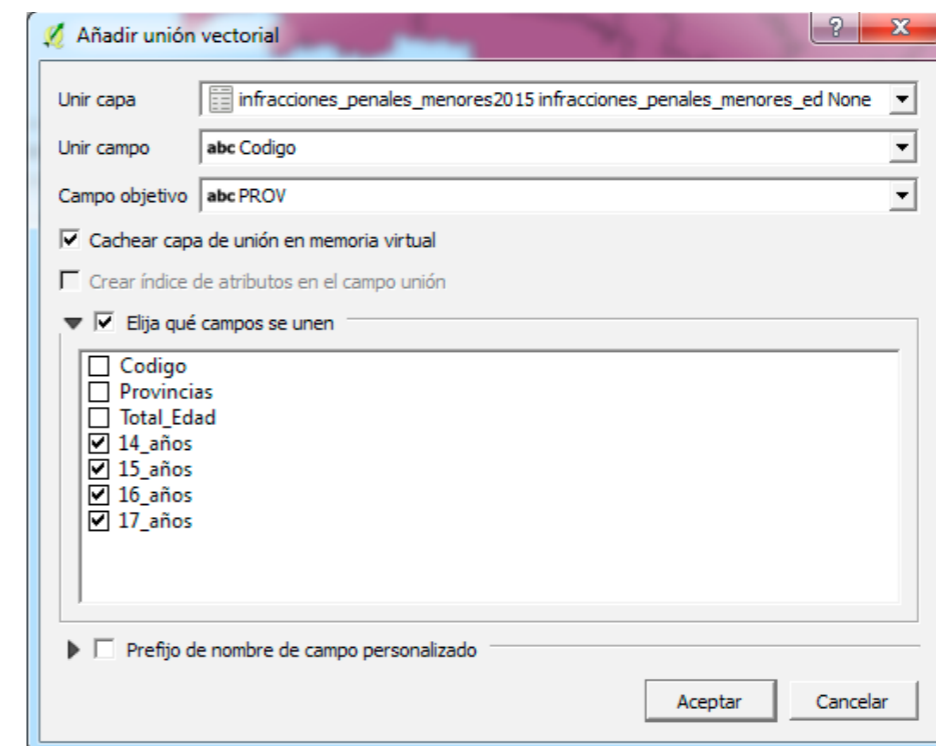 Añadir unión vectorial
Unir capa infracciones_penales_menores2015 infracciones_penales_menores_ed None
Unir campo abc Codigo
Campo objetivo abc PROV
Cachear capa de unión en memoria virtual
Crear índice de atributos en el campo unión
Elija qué campos se unen
Codigo
Provincias
Total_Edad
14_años
15_años
16_años
17_años
Prefijo de nombre de campo personalizado
Aceptar Cancelar